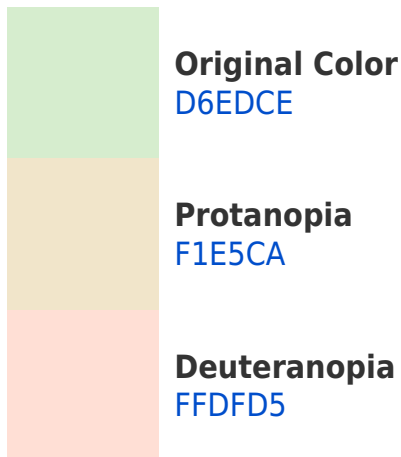 Original Color
D6EDCE
Protanopia
F1E5CA
Deuteranopia
FFDFD5